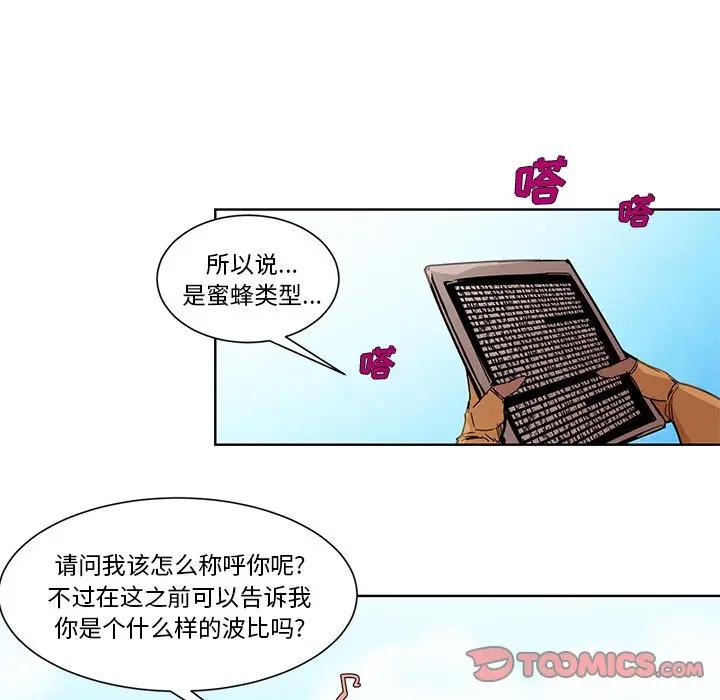 嗒
嗒
所以说...
是蜜蜂类型...
嗒
请问我该怎么称呼你呢?
不过在这之前可以告诉我
你是个什么样的波比吗?
TOOMICS.com